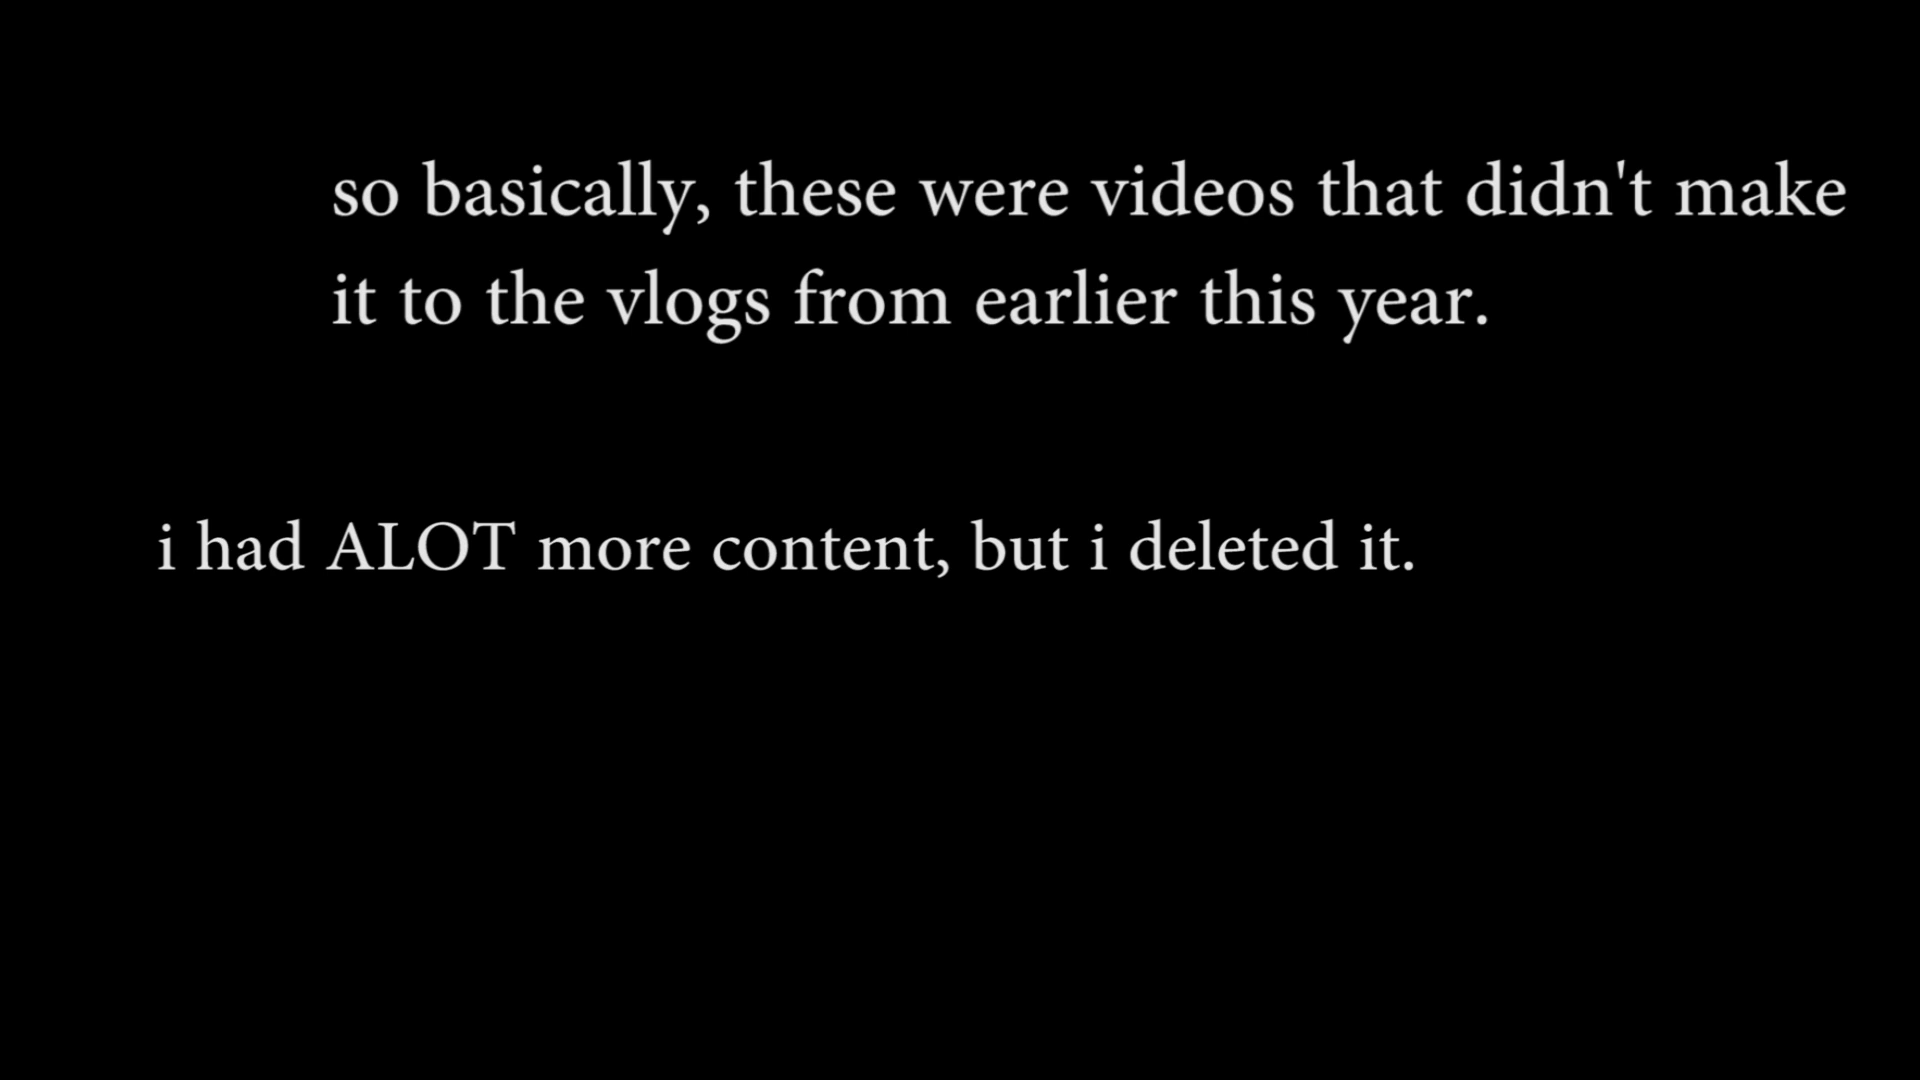 so basically, these were videos that didn't make
it to the vlogs from earlier this year.
i had ALOT more content, but i deleted it.